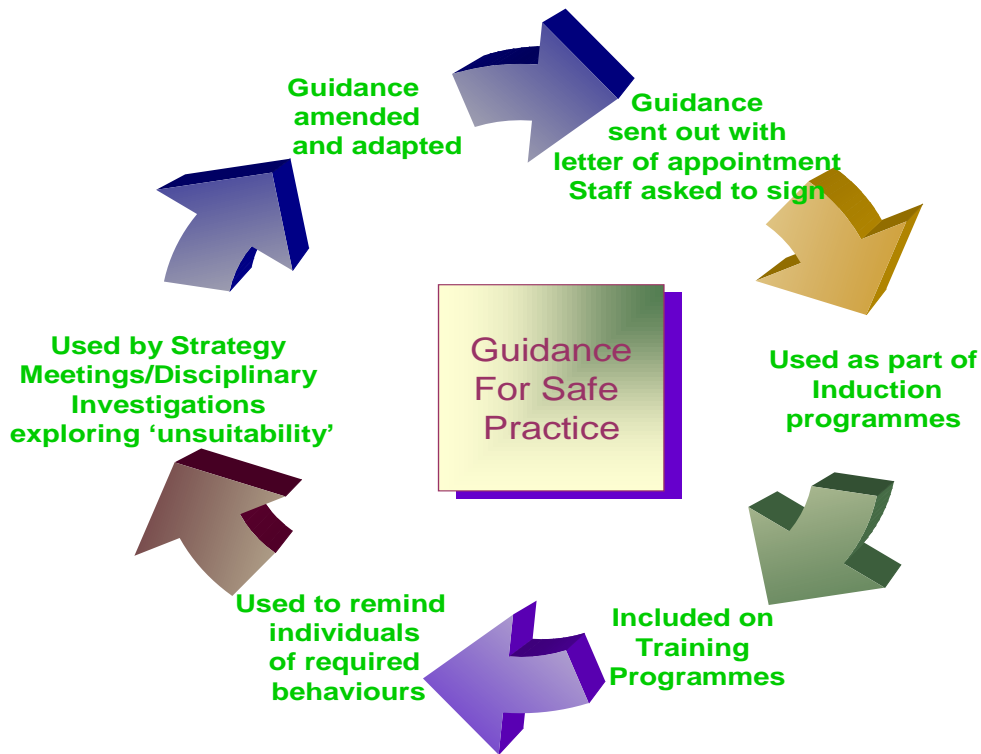 Guidance
amended
and adapted
Guidance
sent out with
letter of appointment
Staff asked to sign
Used as part of
Induction
programmes
Included on
Training
Programmes
Used to remind
individuals
of required
behaviours
Used by Strategy
Meetings/Disciplinary
Investigations
exploring ‘unsuitability’
Guidance
For Safe
Practice